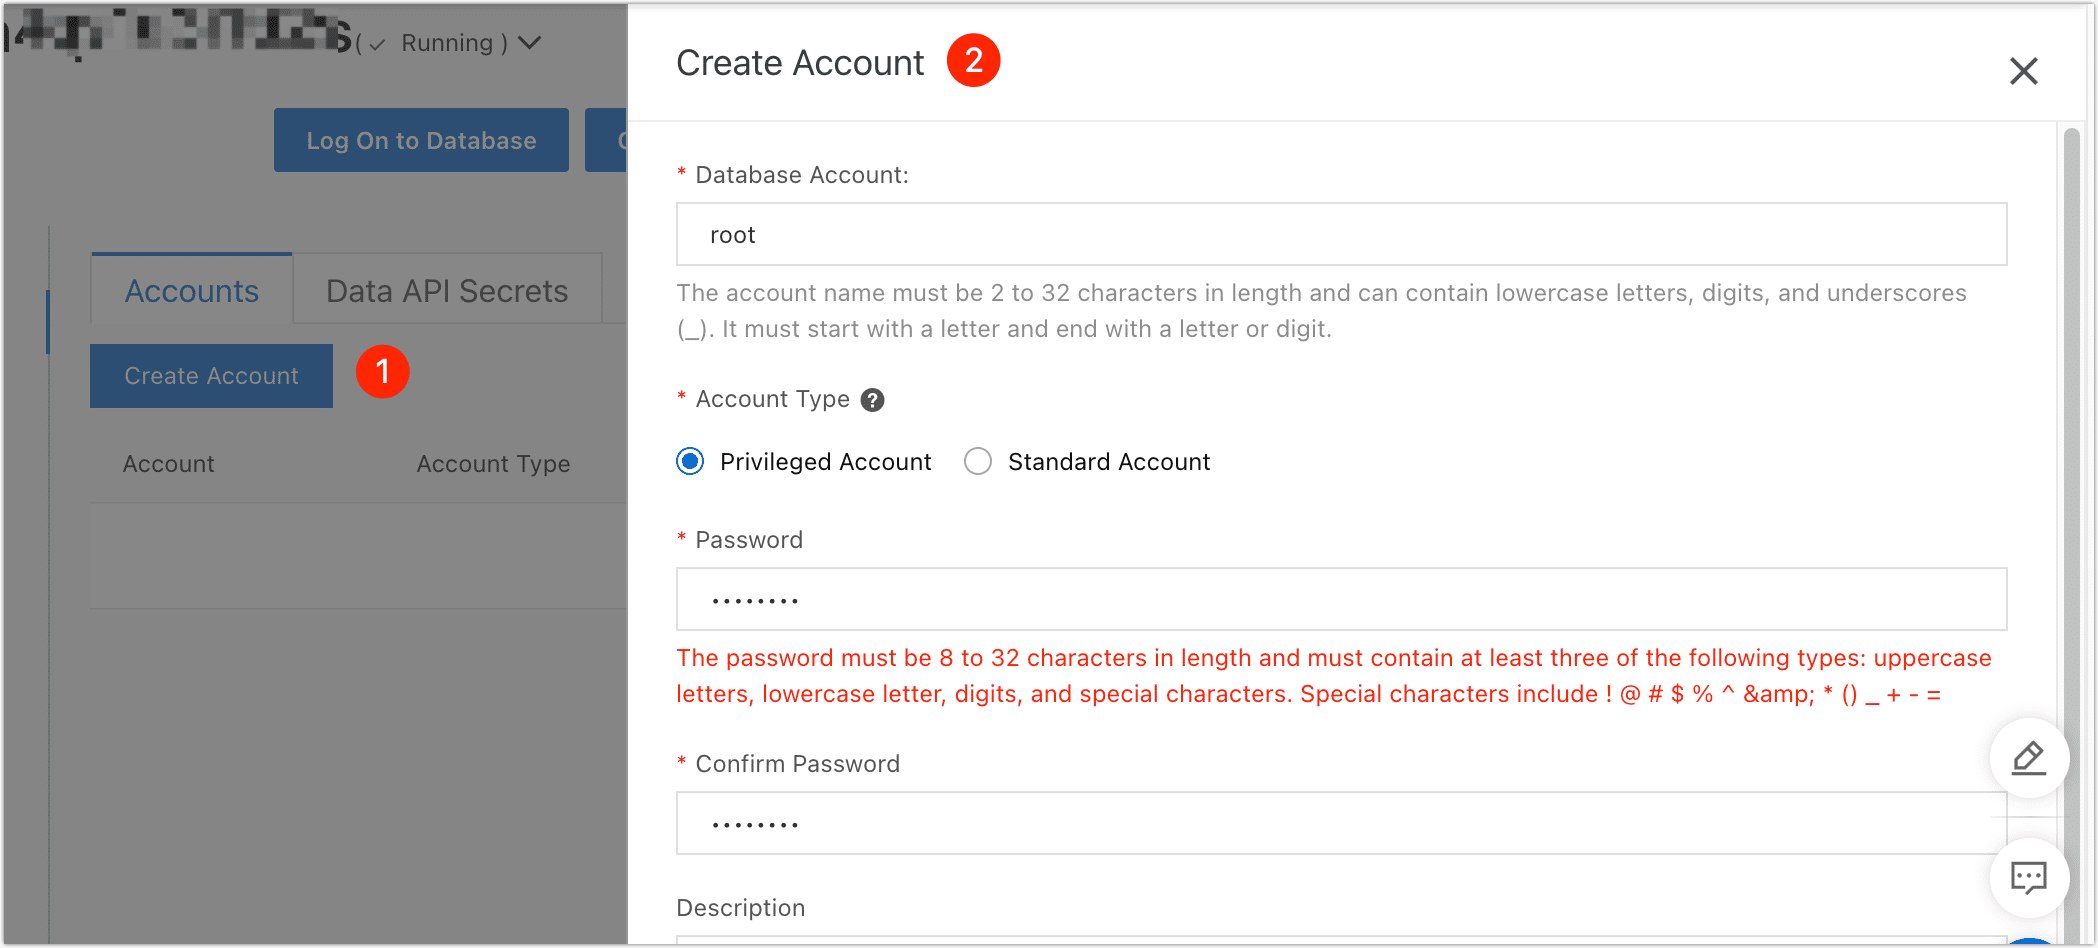 ( ✓ Running )
Log On to Database
Accounts
Data API Secrets
Create Account
1
Account
Account Type
Create Account
2
* Database Account:
root
The account name must be 2 to 32 characters in length and can contain lowercase letters, digits, and underscores
(_). It must start with a letter and end with a letter or digit.
* Account Type ?
Privileged Account
Standard Account
* Password
••••••••
The password must be 8 to 32 characters in length and must contain at least three of the following types: uppercase
letters, lowercase letter, digits, and special characters. Special characters include ! @ # $ % ^ &amp; * () _ + - =
* Confirm Password
••••••••
Description